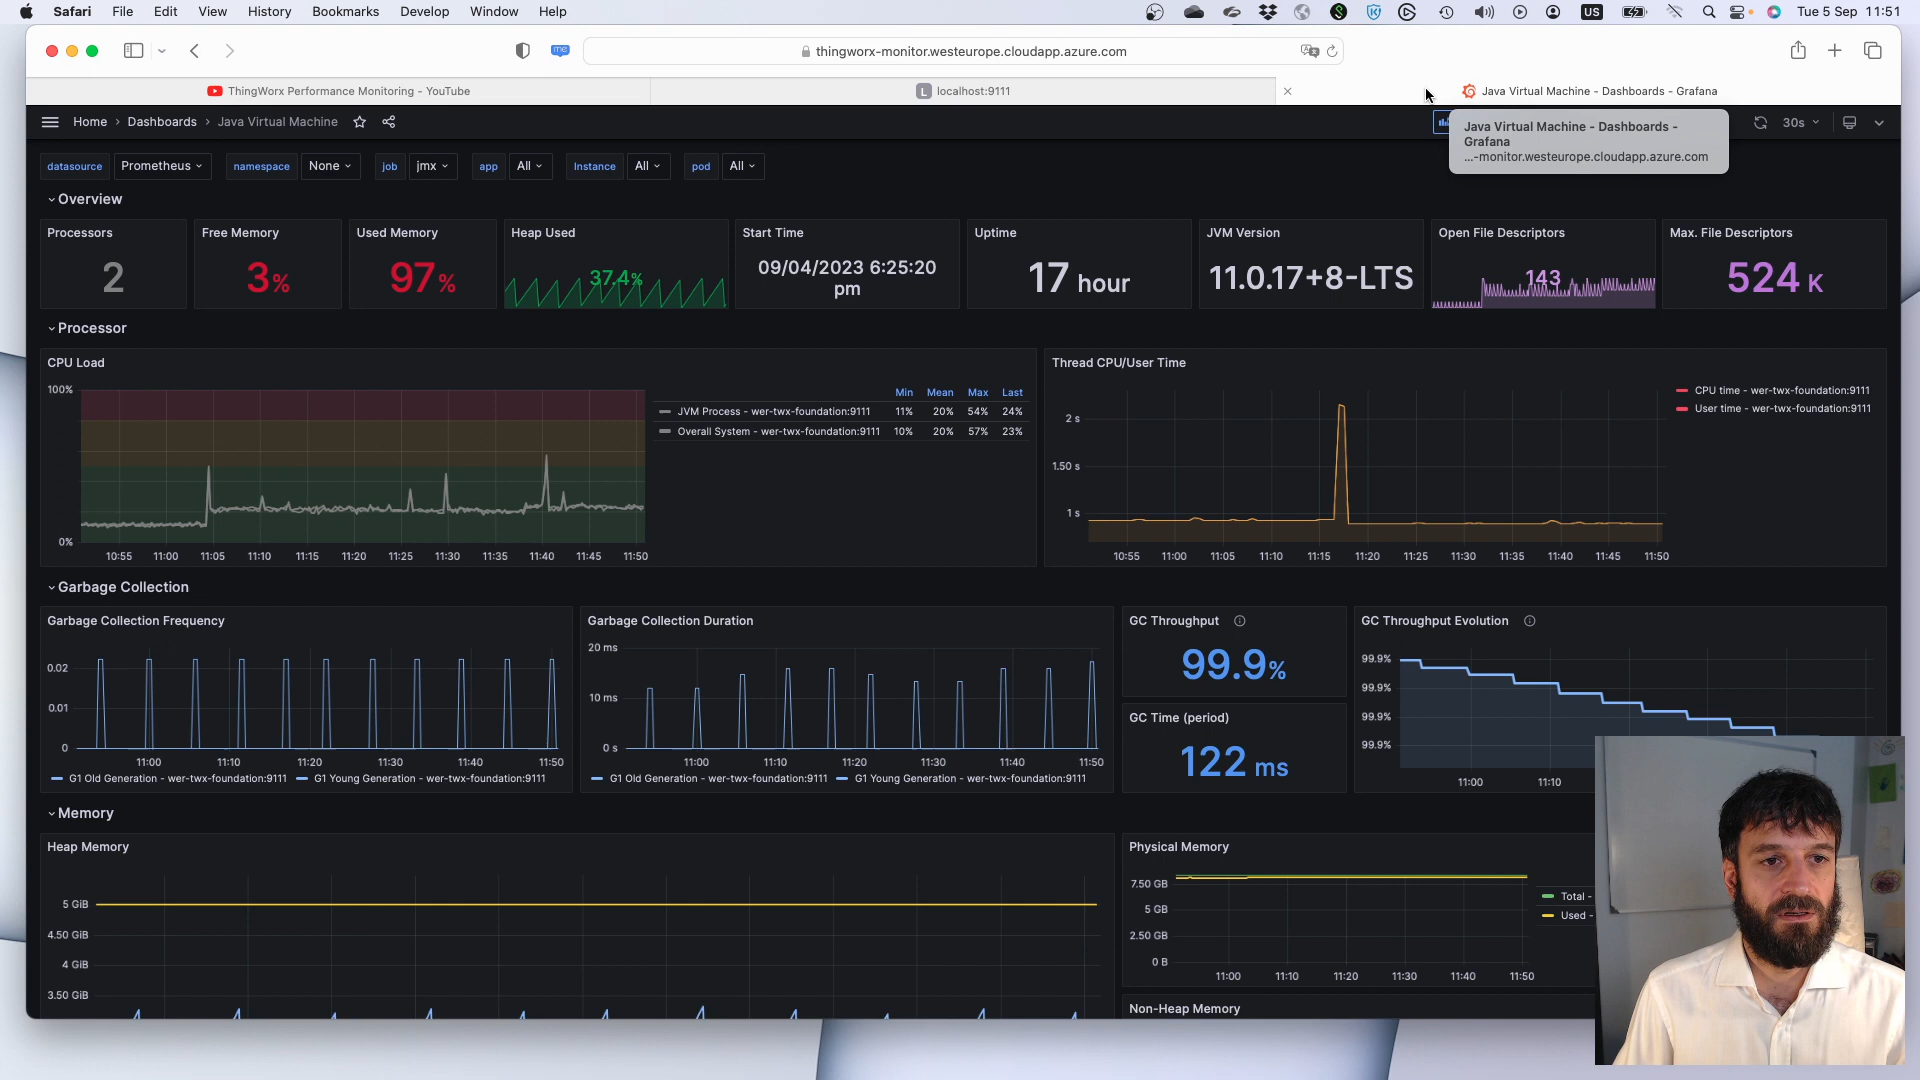 Safari File Edit View History Bookmarks Develop Window Help US Tue 5 Sep 11:51
thingworx-monitor.westeurope.cloudapp.azure.com
ThingWorx Performance Monitoring - YouTube
L localhost:9111
Java Virtual Machine - Dashboards - Grafana
Home › Dashboards › Java Virtual Machine
30s
Java Virtual Machine - Dashboards -
Grafana
...-monitor.westeurope.cloudapp.azure.com
datasource Prometheus namespace None job jmx app All Instance All pod All
Overview
Processors
2
Free Memory
3%
Used Memory
97%
Heap Used
37.4%
Start Time
09/04/2023 6:25:20
pm
Uptime
17 hour
JVM Version
11.0.17+8-LTS
Open File Descriptors
143
Max. File Descriptors
524 K
Processor
CPU Load
100%
0%
10:55 11:00 11:05 11:10 11:15 11:20 11:25 11:30 11:35 11:40 11:45 11:50
Min Mean Max Last
JVM Process - wer-twx-foundation:9111 11% 20% 54% 24%
Overall System - wer-twx-foundation:9111 10% 20% 57% 23%
Thread CPU/User Time
2 s
1.50 s
1 s
10:55 11:00 11:05 11:10 11:15 11:20 11:25 11:30 11:35 11:40 11:45 11:50
CPU time - wer-twx-foundation:9111
User time - wer-twx-foundation:9111
Garbage Collection
Garbage Collection Frequency
0.02
0.01
0
11:00 11:10 11:20 11:30 11:40 11:50
G1 Old Generation - wer-twx-foundation:9111 G1 Young Generation - wer-twx-foundation:9111
Garbage Collection Duration
20 ms
10 ms
0 s
11:00 11:10 11:20 11:30 11:40 11:50
G1 Old Generation - wer-twx-foundation:9111 G1 Young Generation - wer-twx-foundation:9111
GC Throughput
99.9%
GC Time (period)
122 ms
GC Throughput Evolution
99.9%
99.9%
99.9%
99.9%
11:00 11:10
Memory
Heap Memory
5 GiB
4.50 GiB
4 GiB
3.50 GiB
Physical Memory
7.50 GB
5 GB
2.50 GB
0 B
11:00 11:10 11:20 11:30 11:40 11:50
Total -
Used -
Non-Heap Memory